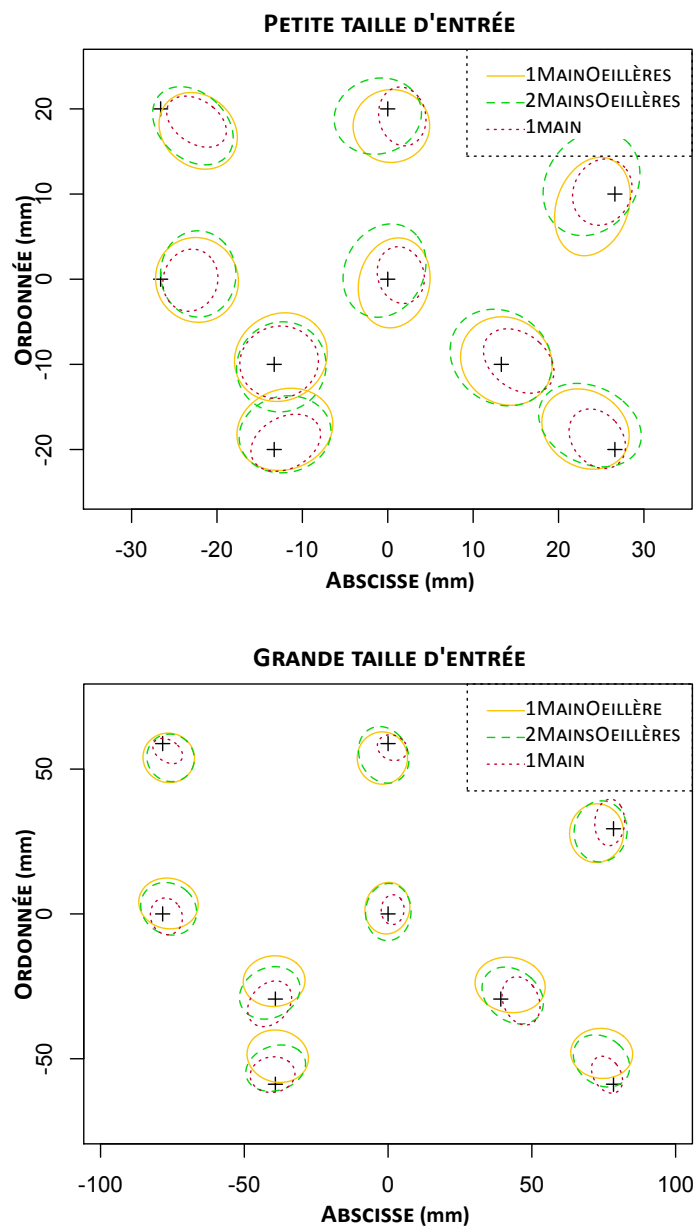 PETITE TAILLE D'ENTRÉE
1MAINOEILLÈRES
2MAINSOEILLÈRES
1MAIN
ORDONNÉE (mm)
20
10
0
-10
-20
-30 -20 -10 0 10 20 30
ABSCISSE (mm)
GRANDE TAILLE D'ENTRÉE
1MAINOEILLÈRE
2MAINSOEILLÈRES
1MAIN
ORDONNÉE (mm)
50
0
-50
-100 -50 0 50 100
ABSCISSE (mm)